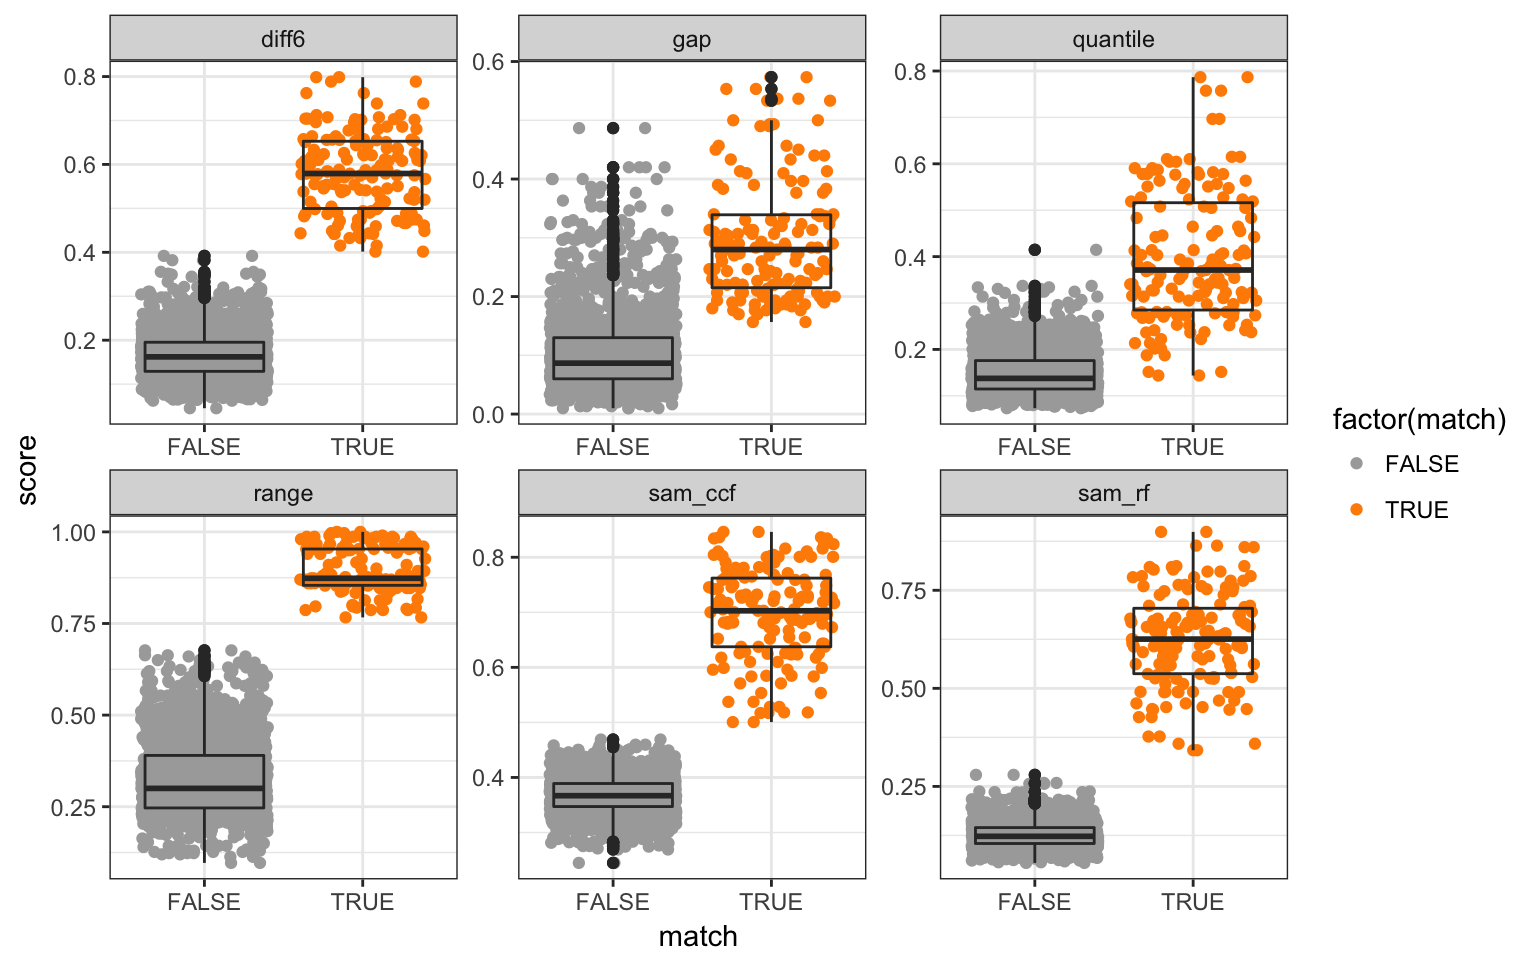 diff6
gap
quantile
0.8
0.6
0.4
0.2
0.6
0.4
0.2
0.0
0.8
0.6
0.4
0.2
FALSE TRUE
FALSE TRUE
FALSE TRUE
range
sam_ccf
sam_rf
1.00
0.75
0.50
0.25
0.8
0.6
0.4
0.75
0.50
0.25
FALSE TRUE
FALSE TRUE
FALSE TRUE
score
match
factor(match)
FALSE
TRUE